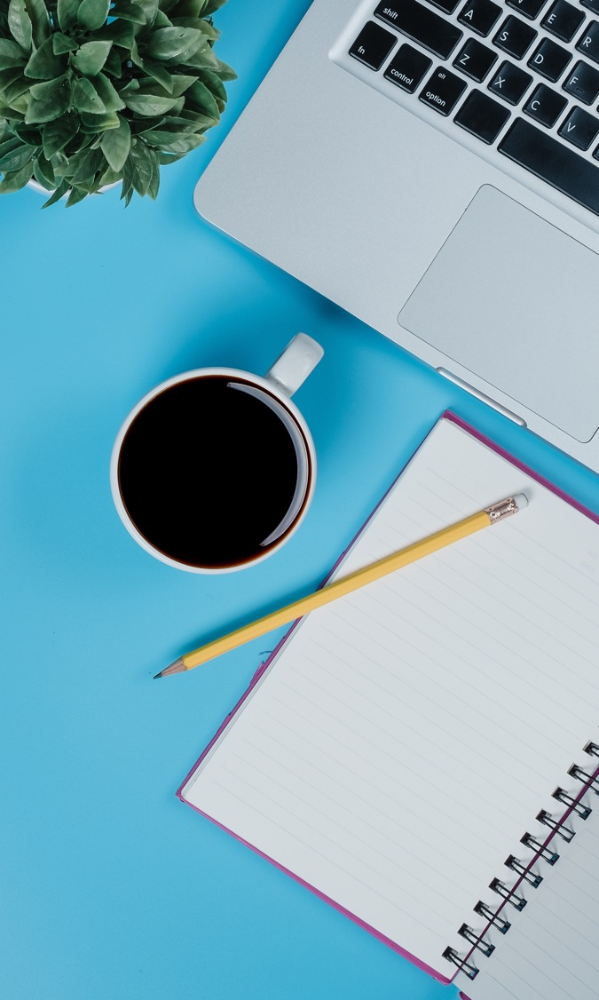 W E R
A S D F
shift Z X C V
fn control alt option